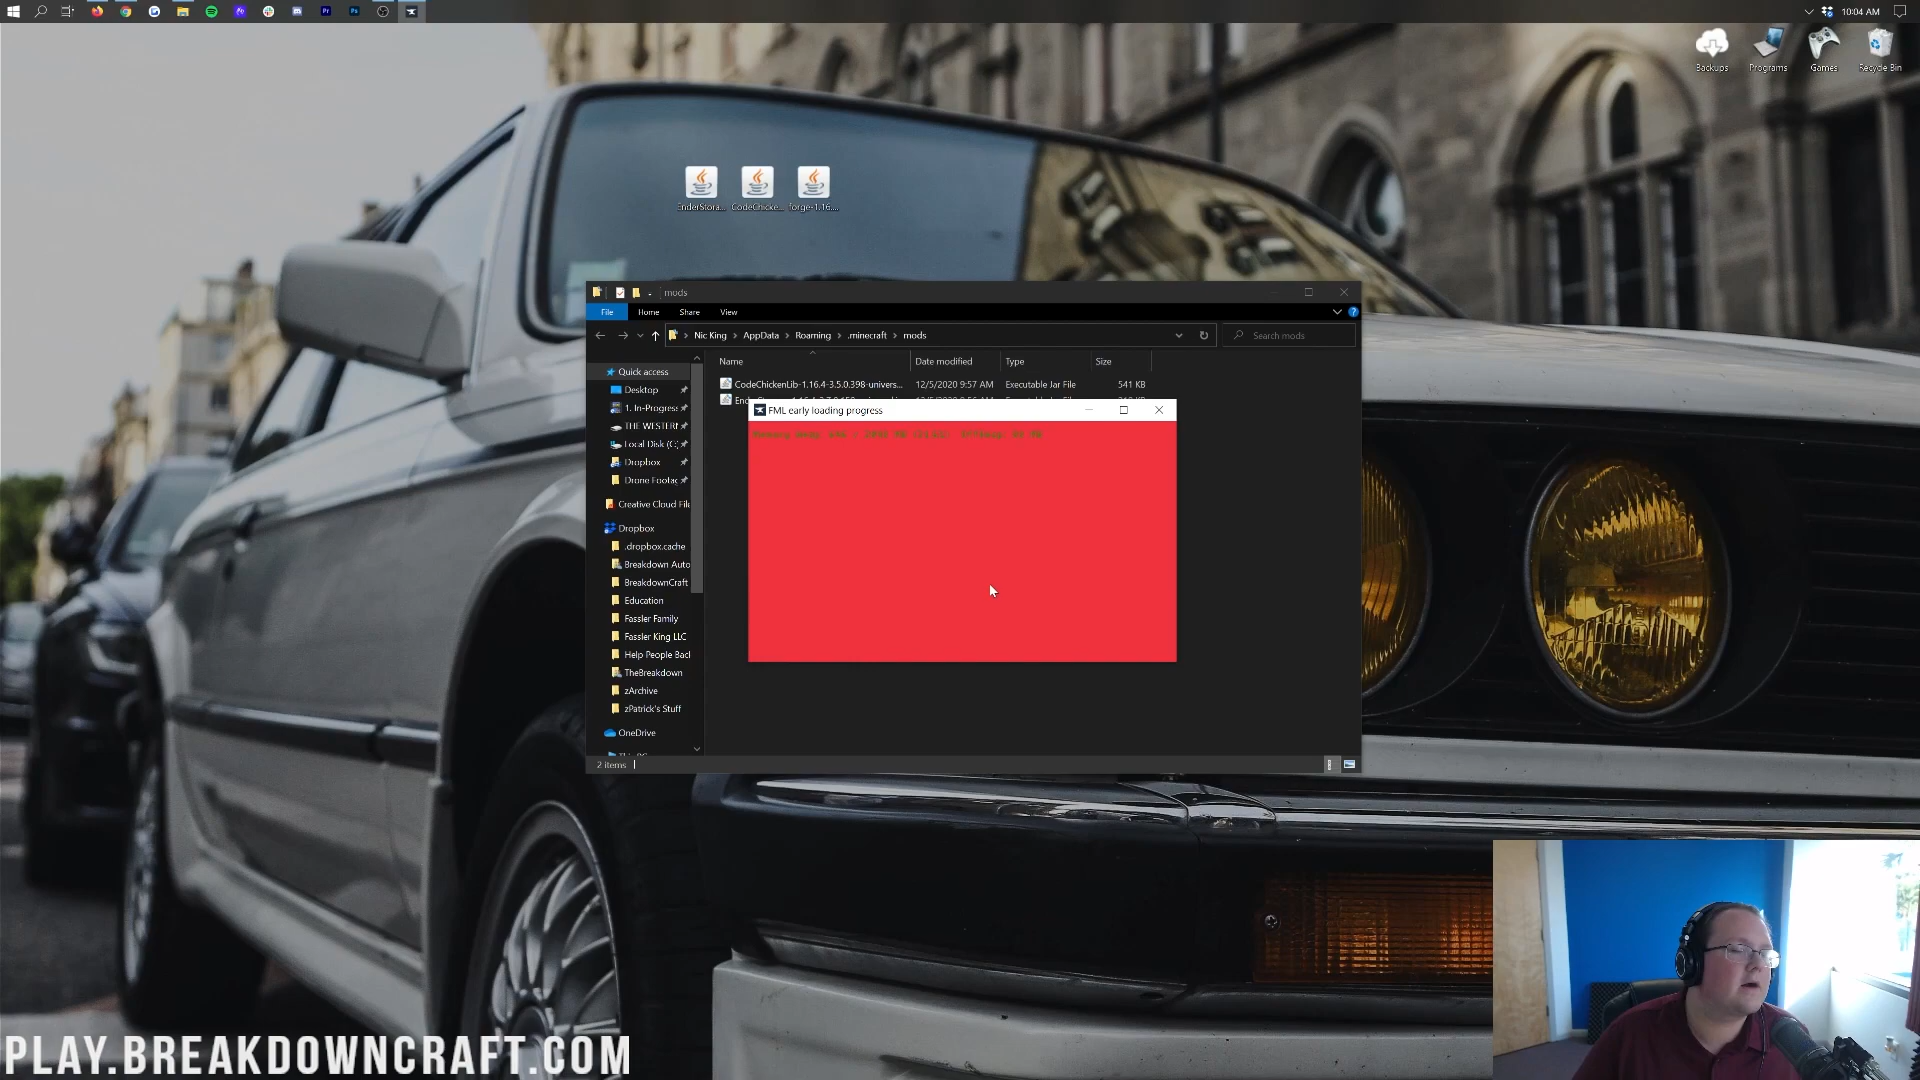 10:04 AM
Backups
Programs
Games
Recycle Bin
EnderStora...
CodeChicke...
forge-1.16....
mods
File
Home
Share
View
Nic King
AppData
Roaming
.minecraft
mods
Search mods
Name
Date modified
Type
Size
Quick access
CodeChickenLib-1.16.4-3.5.0.398-univers...
12/5/2020 9:57 AM
Executable Jar File
541 KB
Desktop
1. In-Progress
FML early loading progress
THE WESTERN
Local Disk (C:)
Dropbox
Drone Footag
Creative Cloud File
Dropbox
.dropbox.cache
Breakdown Auto
BreakdownCraft
Education
Fassler Family
Fassler King LLC
Help People Back
TheBreakdown
zArchive
zPatrick's Stuff
OneDrive
2 items
PLAY.BREAKDOWNCRAFT.COM